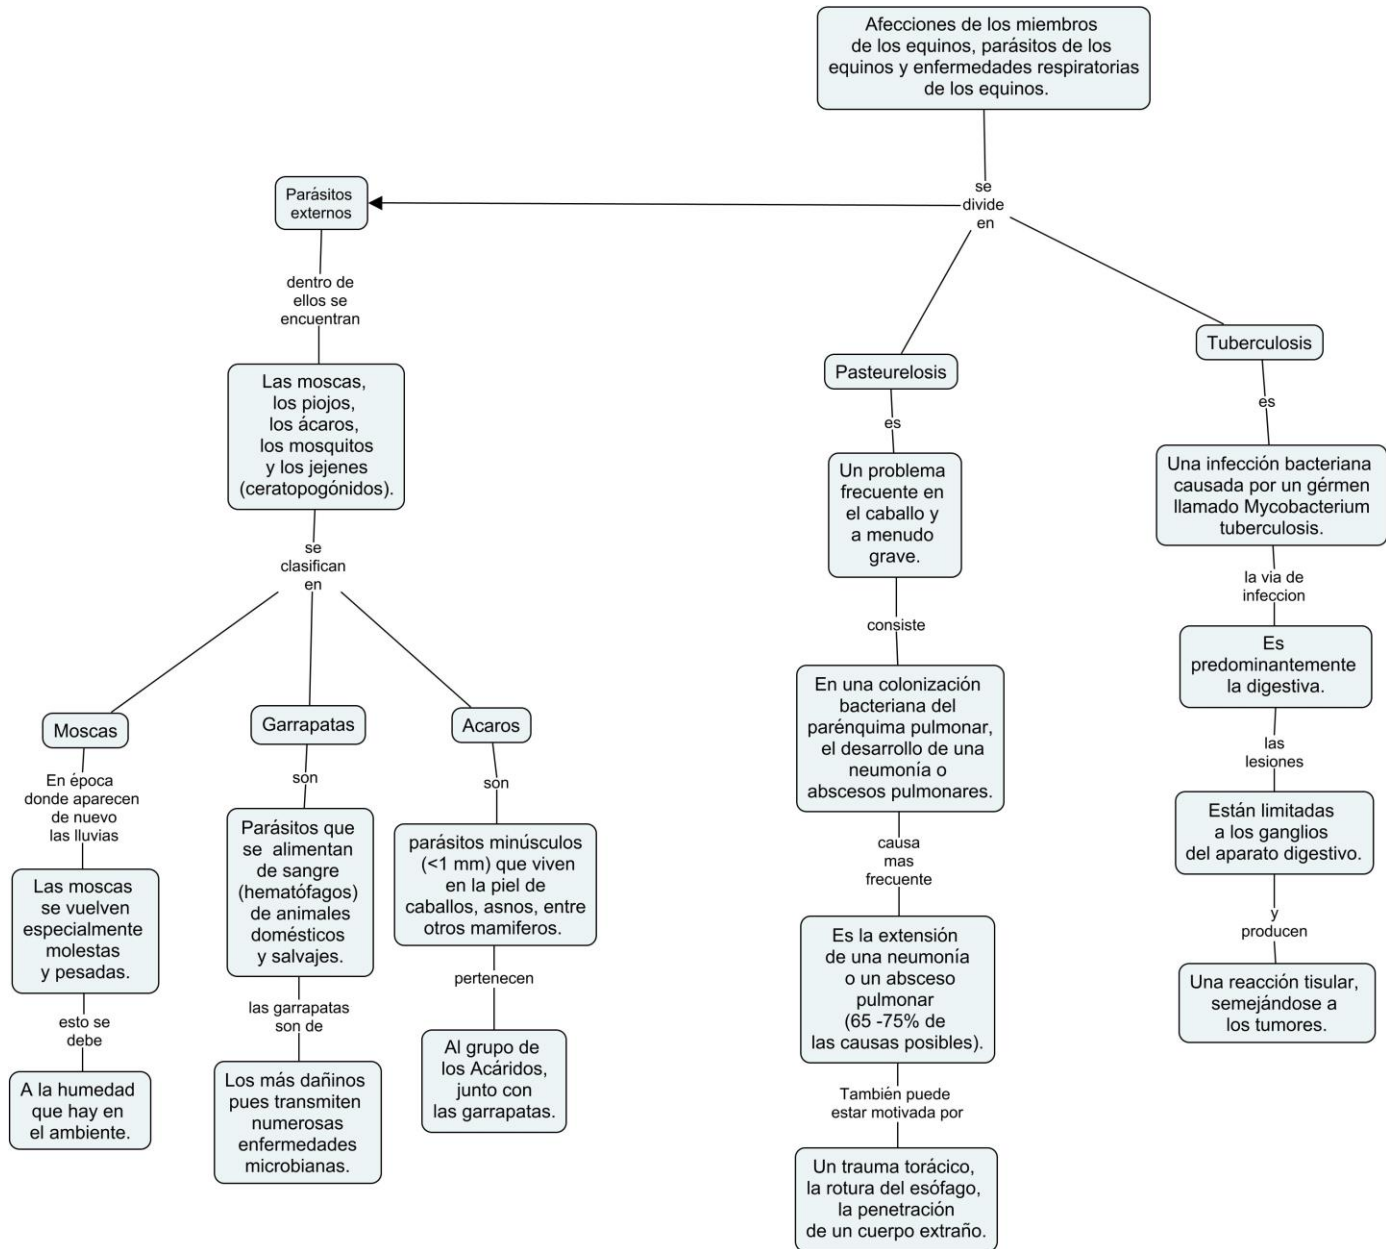 Afecciones de los miembros
de los equinos, parásitos de los
equinos y enfermedades respiratorias
de los equinos.
se
divide
en
Parásitos
externos
dentro de
ellos se
encuentran
Las moscas,
los piojos,
los ácaros,
los mosquitos
y los jejenes
(ceratopogónidos).
se
clasifican
en
Moscas
En época
donde aparecen
de nuevo
las lluvias
Las moscas
se vuelven
especialmente
molestas
y pesadas.
esto se
debe
A la humedad
que hay en
el ambiente.
Garrapatas
son
Parásitos que
se alimentan
de sangre
(hematófagos)
de animales
domésticos
y salvajes.
las garrapatas
son de
Los más dañinos
pues transmiten
numerosas
enfermedades
microbianas.
Acaros
son
parásitos minúsculos
(<1 mm) que viven
en la piel de
caballos, asnos, entre
otros mamiferos.
pertenecen
Al grupo de
los Acáridos,
junto con
las garrapatas.
Pasteurelosis
es
Un problema
frecuente en
el caballo y
a menudo
grave.
consiste
En una colonización
bacteriana del
parénquima pulmonar,
el desarrollo de una
neumonía o
abscesos pulmonares.
causa
mas
frecuente
Es la extensión
de una neumonía
o un absceso
pulmonar
(65 -75% de
las causas posibles).
También puede
estar motivada por
Un trauma torácico,
la rotura del esófago,
la penetración
de un cuerpo extraño.
Tuberculosis
es
Una infección bacteriana
causada por un gérmen
llamado Mycobacterium
tuberculosis.
la via de
infeccion
Es
predominantemente
la digestiva.
las
lesiones
Están limitadas
a los ganglios
del aparato digestivo.
y
producen
Una reacción tisular,
semejándose a
los tumores.